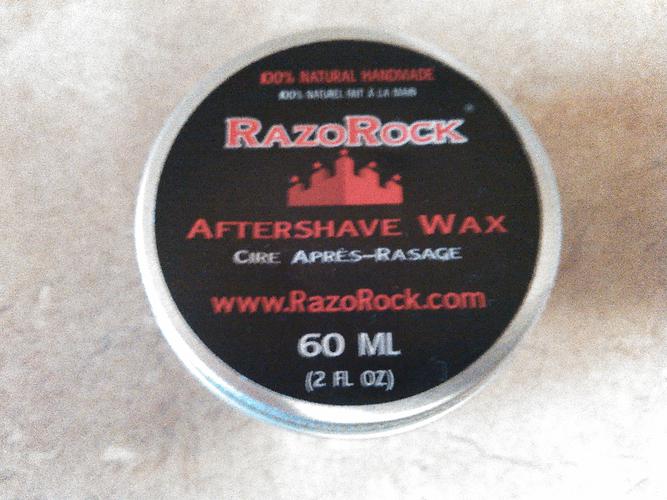 100% NATURAL HANDMADE
100% NATUREL FAIT À LA MAIN
RAZOROCK®
AFTERSHAVE WAX
CIRE APRÈS-RASAGE
www.RazoRock.com
60 ML
(2 FL OZ)